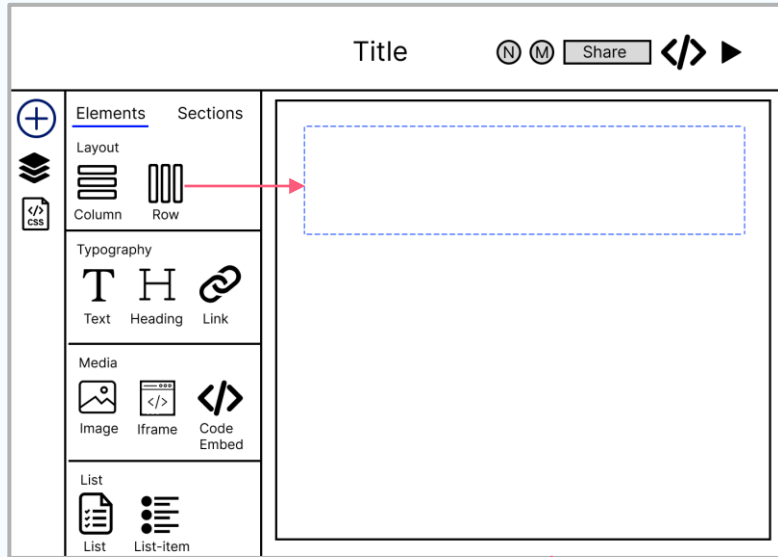 Title
N M Share </>
Elements Sections
Layout
Column Row
</> CSS
Typography
T H
Text Heading Link
Media
</> </>
Image Iframe Code
Embed
List
List List-item